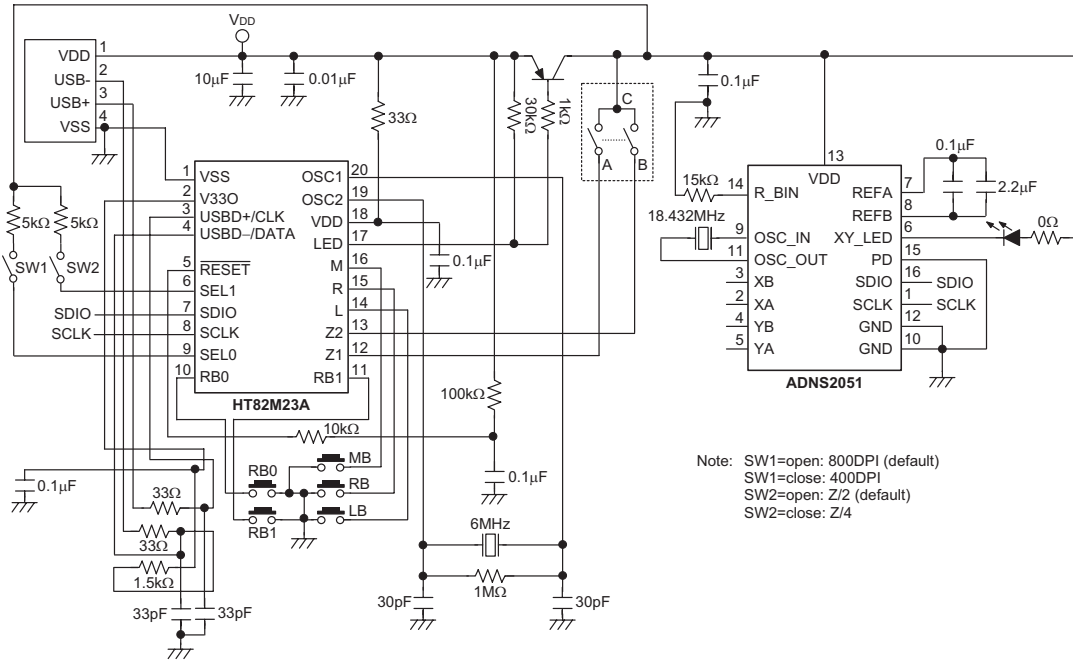 VDD
VDD 1
USB- 2
USB+ 3
VSS 4
10μF
0.01μF
33Ω
30kΩ
1kΩ
C
A
B
0.1μF
15kΩ
5kΩ
5kΩ
SW1
SW2
1 VSS
2 V33O
3 USBD+/CLK
4 USBD–/DATA
5 RESET
6 SEL1
SDIO 7 SDIO
SCLK 8 SCLK
9 SEL0
10 RB0
OSC1 20
OSC2 19
VDD 18
LED 17
M 16
R 15
L 14
Z2 13
Z1 12
RB1 11
HT82M23A
0.1μF
18.432MHz
13
VDD
14 R_BIN
9 OSC_IN
11 OSC_OUT
3 XB
2 XA
4 YB
5 YA
REFA 7
REFB 8
XY_LED 6
PD 15
SDIO 16 SDIO
SCLK 1 SCLK
GND 12
GND 10
ADNS2051
0.1μF
2.2μF
0Ω
100kΩ
10kΩ
0.1μF
RB0
RB1
MB
RB
LB
0.1μF
33Ω
33Ω
1.5kΩ
33pF
33pF
6MHz
1MΩ
30pF
30pF
Note: SW1=open: 800DPI (default)
SW1=close: 400DPI
SW2=open: Z/2 (default)
SW2=close: Z/4